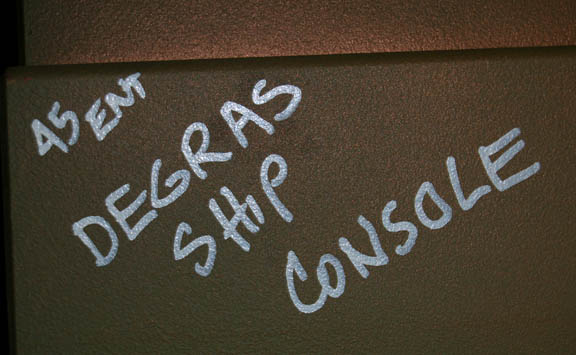 45 ENT
DEGRAS
SHIP
CONSOLE